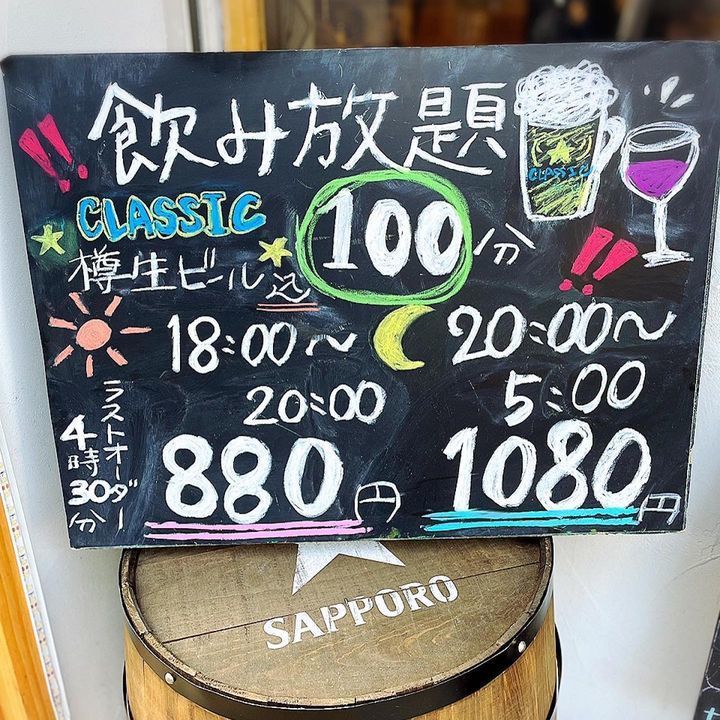 飲み放題
CLASSIC
CLASSIC
100分
樽生ビール込
18:00~
20:00
880円
20:00~
5:00
1080円
ラストオーダー
4時
30分
SAPPORO